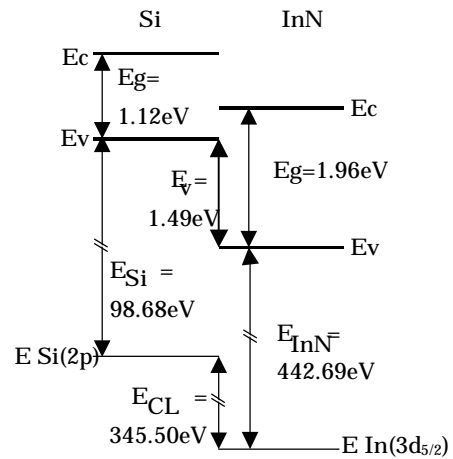 Si InN
Ec
Eg=
1.12eV
Ec
Ev
Ev=
1.49eV
Eg=1.96eV
Ev
ESi =
98.68eV
EInN=
442.69eV
E Si(2p)
ECL =
345.50eV
E In(3d5/2)